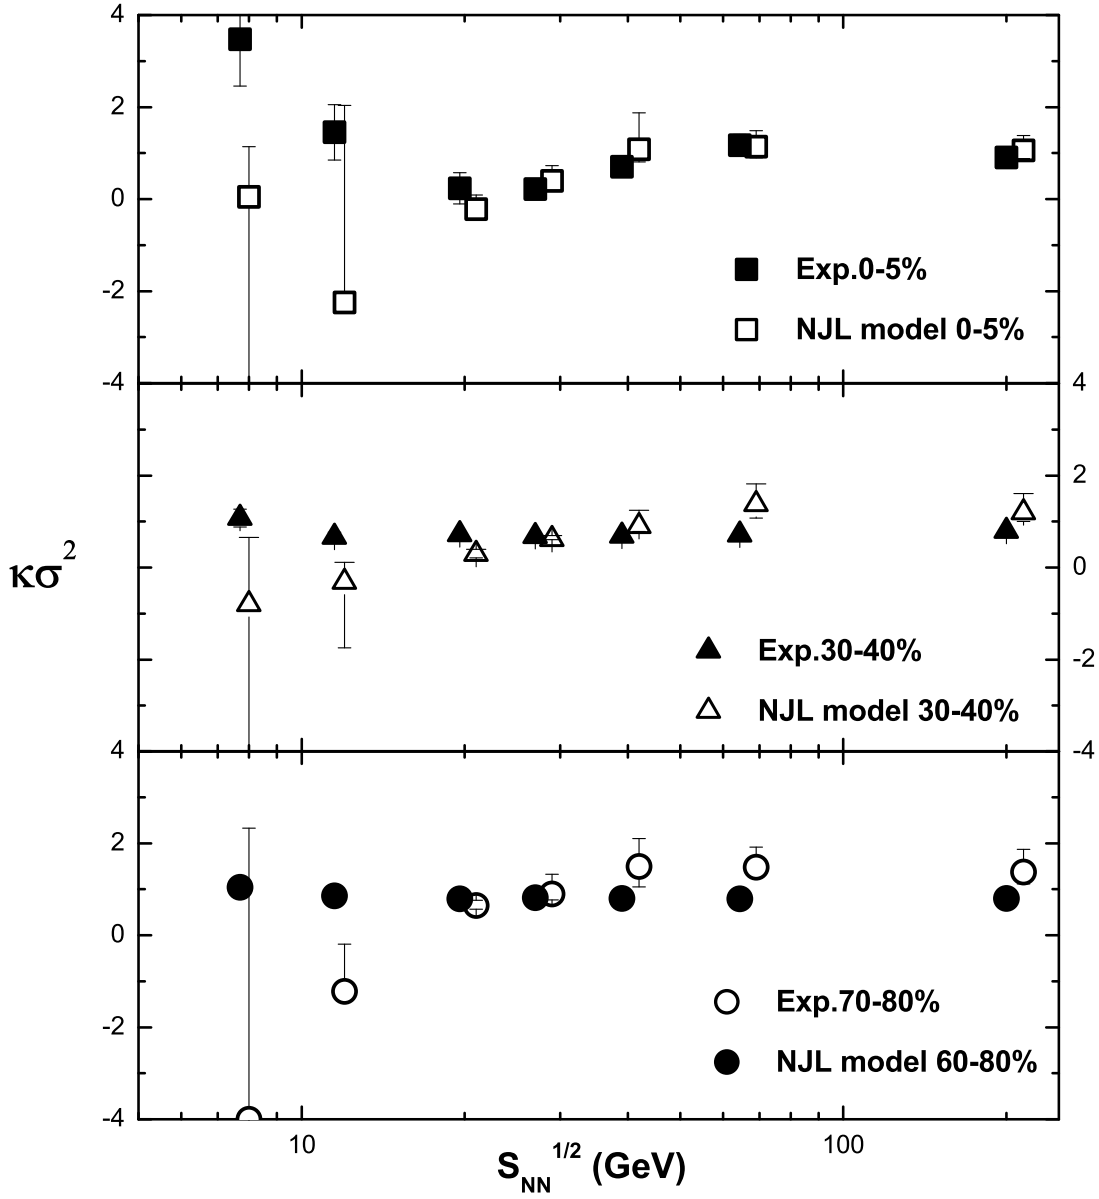 4
2
0
-2
-4
Exp.0-5%
NJL model 0-5%
4
2
0
-2
-4
κσ²
Exp.30-40%
NJL model 30-40%
4
2
0
-2
-4
Exp.70-80%
NJL model 60-80%
10 100
S_NN^1/2 (GeV)